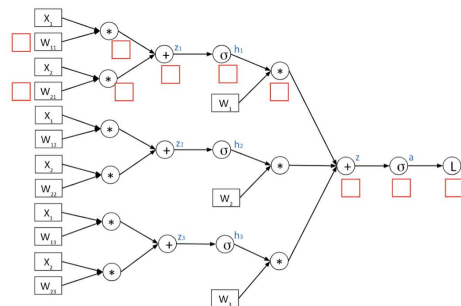 X₁
W₁₁
*
X₂
W₂₁
*
+
z₁
σ
h₁
W₁
*
X₁
W₁₂
*
X₂
W₂₂
*
+
z₂
σ
h₂
W₂
*
+
z
σ
a
L
X₁
W₁₃
*
X₂
W₂₃
*
+
z₃
σ
h₃
*